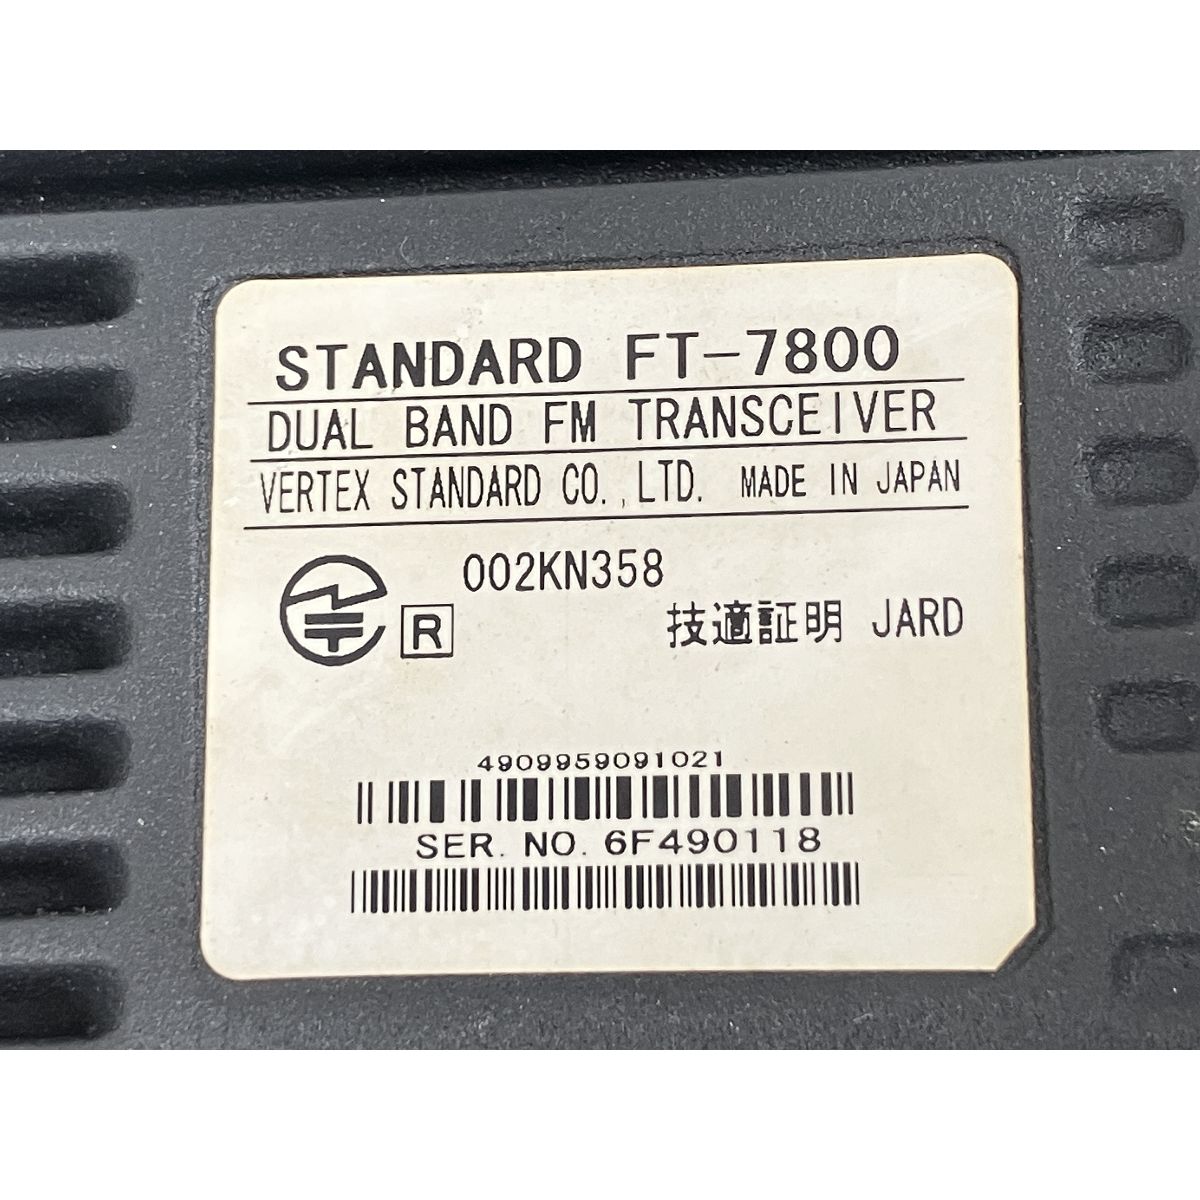 STANDARD FT-7800
DUAL BAND FM TRANSCEIVER
VERTEX STANDARD CO.,LTD. MADE IN JAPAN
R 002KN358
技適証明 JARD
4909959091021
SER. NO. 6F490118